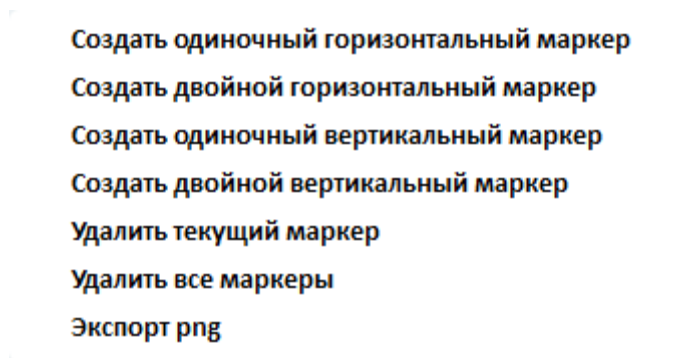 Создать одиночный горизонтальный маркер
Создать двойной горизонтальный маркер
Создать одиночный вертикальный маркер
Создать двойной вертикальный маркер
Удалить текущий маркер
Удалить все маркеры
Экспорт png